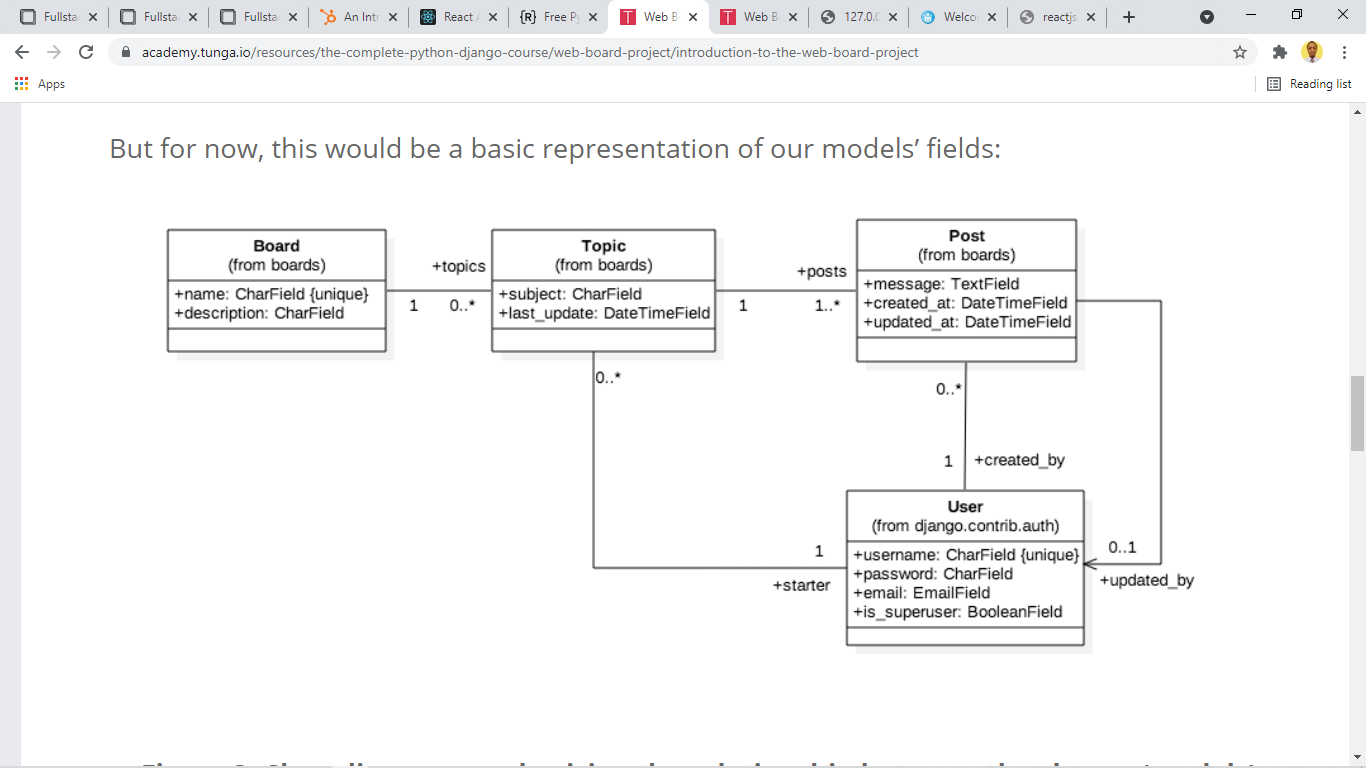 Fullsta
Fullsta
Fullsta
An Int
React
{R} Free P
Web B
Web B
127.0.
Welco
reactjs
academy.tunga.io/resources/the-complete-python-django-course/web-board-project/introduction-to-the-web-board-project
Apps
Reading list
But for now, this would be a basic representation of our models’ fields:
Board
(from boards)
+name: CharField {unique}
+description: CharField
+topics
1 0..*
Topic
(from boards)
+subject: CharField
+last_update: DateTimeField
+posts
1 1..*
Post
(from boards)
+message: TextField
+created_at: DateTimeField
+updated_at: DateTimeField
0..*
0..*
1 +created_by
User
(from django.contrib.auth)
+username: CharField {unique}
+password: CharField
+email: EmailField
+is_superuser: BooleanField
1
+starter
0..1
+updated_by